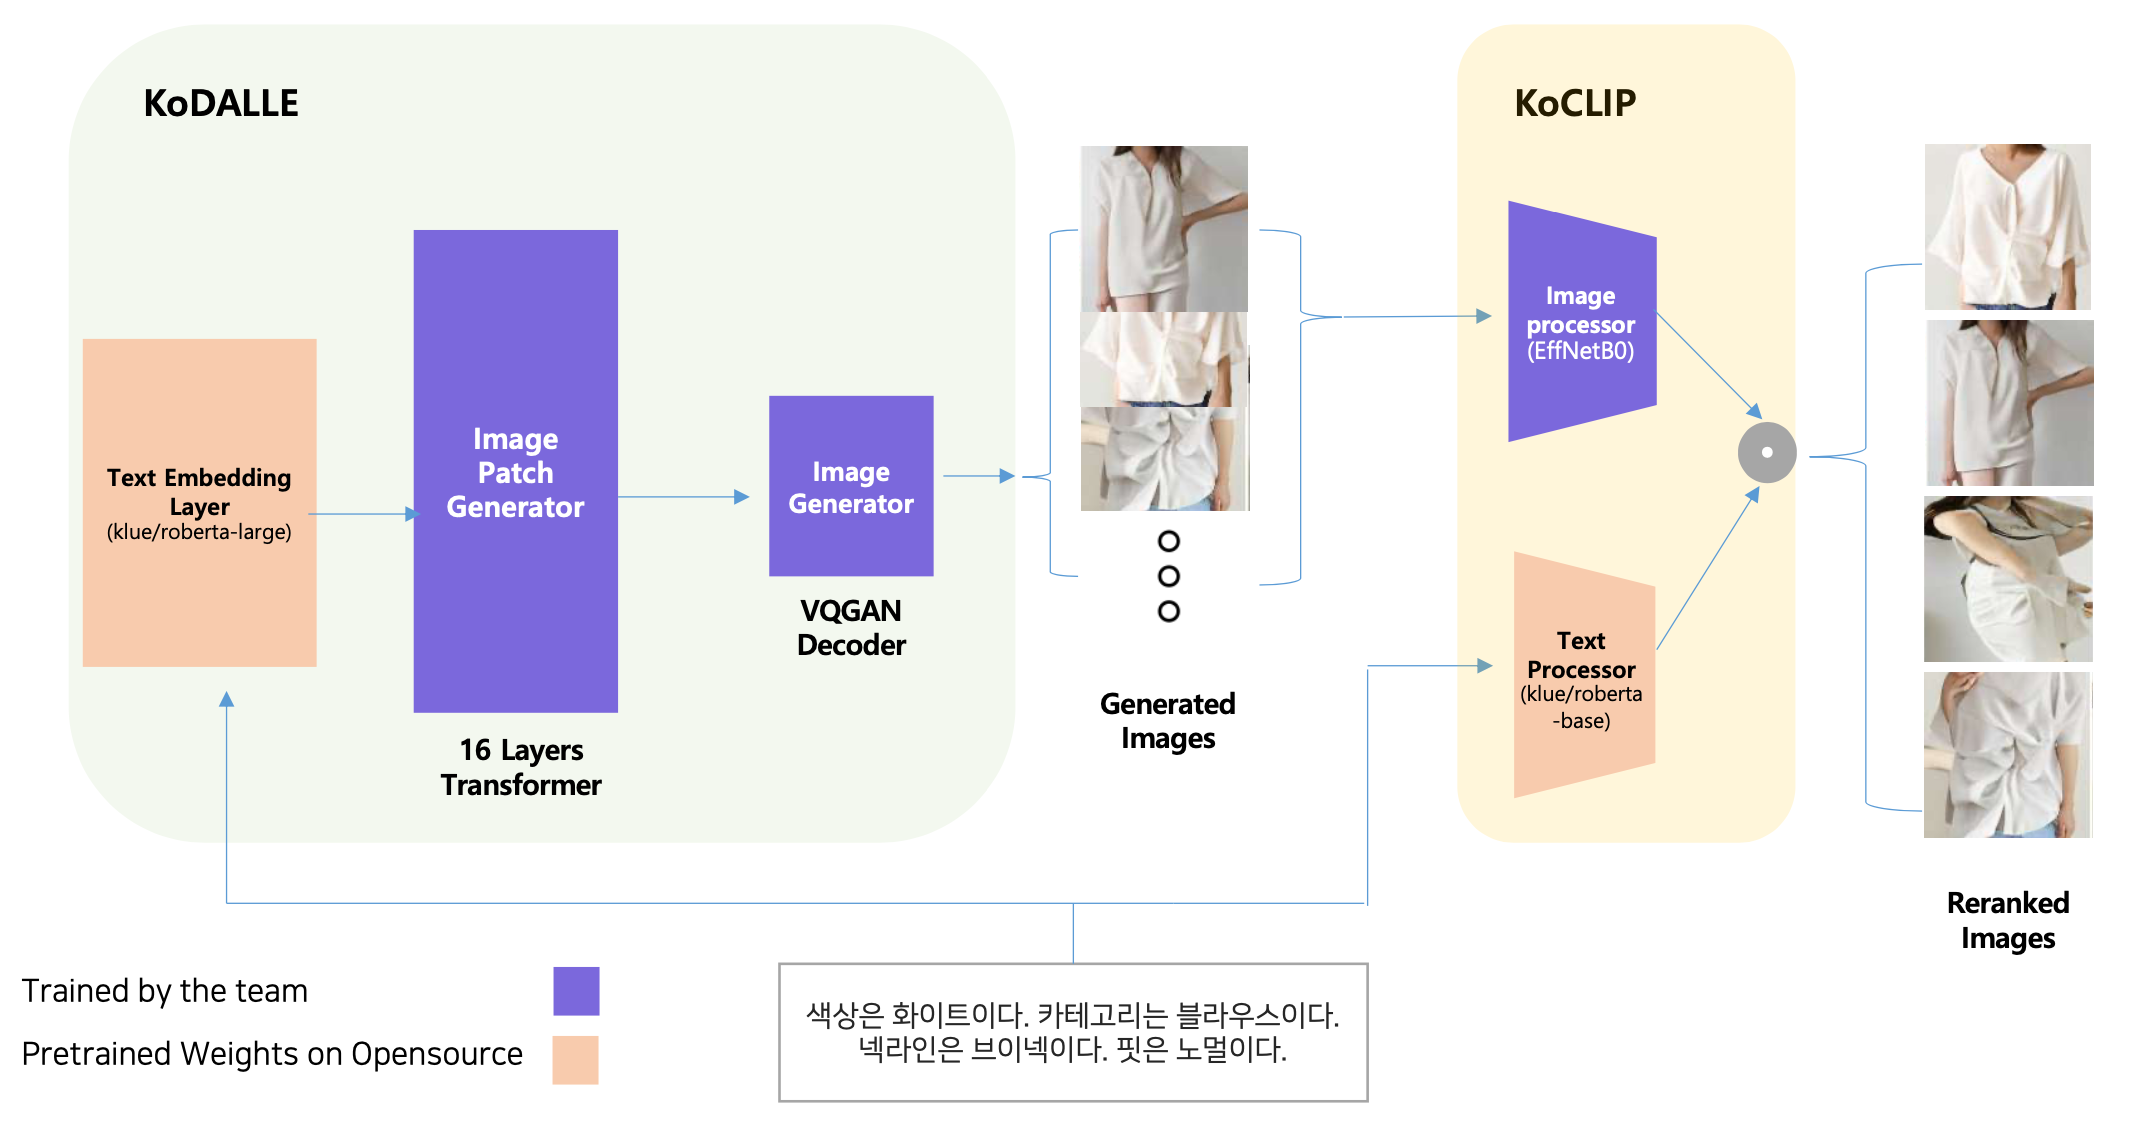 KoDALLE
Text Embedding
Layer
(klue/roberta-large)
Image
Patch
Generator
16 Layers
Transformer
Image
Generator
VQGAN
Decoder
Generated
Images
KoCLIP
Image
processor
(EffNetB0)
Text
Processor
(klue/roberta
-base)
Reranked
Images
Trained by the team
Pretrained Weights on Opensource
색상은 화이트이다. 카테고리는 블라우스이다.
넥라인은 브이넥이다. 핏은 노멀이다.